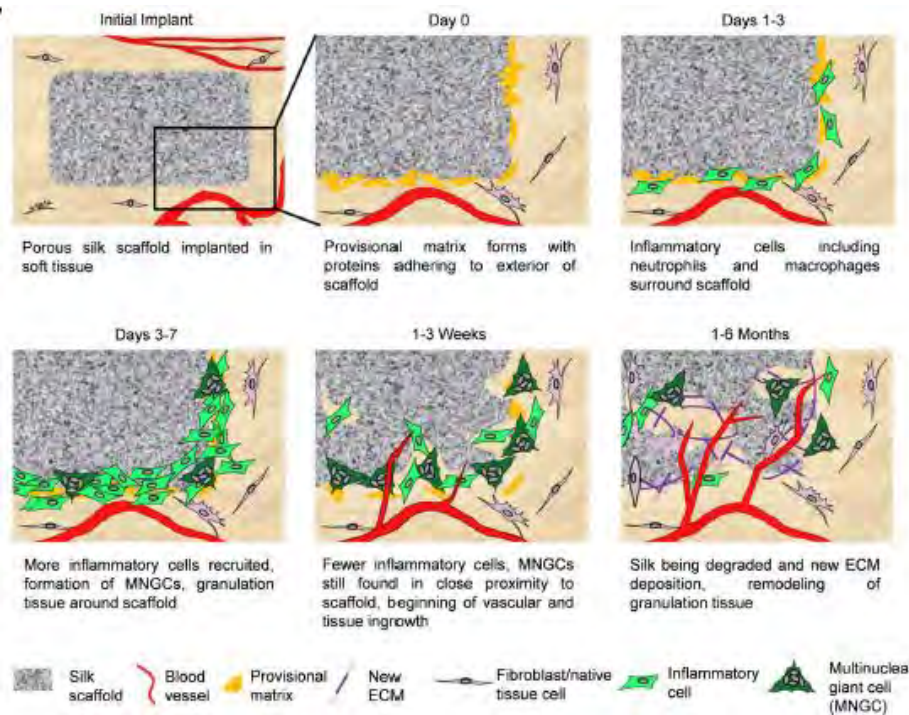 Initial Implant
Day 0
Days 1-3
Porous silk scaffold implanted in
soft tissue
Provisional matrix forms with
proteins adhering to exterior of
scaffold
Inflammatory cells including
neutrophils and macrophages
surround scaffold
Days 3-7
1-3 Weeks
1-6 Months
More inflammatory cells recruited,
formation of MNGCs, granulation
tissue around scaffold
Fewer inflammatory cells, MNGCs
still found in close proximity to
scaffold, beginning of vascular and
tissue ingrowth
Silk being degraded and new ECM
deposition, remodeling of
granulation tissue
Silk
scaffold
Blood
vessel
Provisional
matrix
New
ECM
Fibroblast/native
tissue cell
Inflammatory
cell
Multinuclea
giant cell
(MNGC)